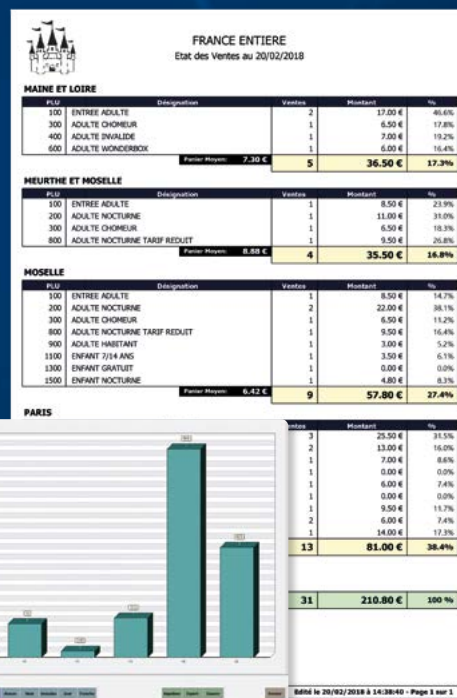 FRANCE ENTIERE
Etat des Ventes au 20/02/2018
MAINE ET LOIRE
PLU Désignation Ventes Montant %
100 ENTREE ADULTE 2 17.00 € 46.6%
300 ADULTE CHOMEUR 1 6.50 € 17.8%
400 ADULTE INVALIDE 1 7.00 € 19.2%
600 ADULTE WONDERBOX 1 6.00 € 16.4%
Panier Moyen: 7.30 € 5 36.50 € 17.3%
MEURTHE ET MOSELLE
PLU Désignation Ventes Montant %
100 ENTREE ADULTE 1 8.50 € 23.9%
200 ADULTE NOCTURNE 1 11.00 € 31.0%
300 ADULTE CHOMEUR 1 6.50 € 18.3%
800 ADULTE NOCTURNE TARIF REDUIT 1 9.50 € 26.8%
Panier Moyen: 8.88 € 4 35.50 € 16.8%
MOSELLE
PLU Désignation Ventes Montant %
100 ENTREE ADULTE 1 8.50 € 14.7%
200 ADULTE NOCTURNE 2 22.00 € 38.1%
300 ADULTE CHOMEUR 1 6.50 € 11.2%
800 ADULTE NOCTURNE TARIF REDUIT 1 9.50 € 16.4%
900 ADULTE HABITANT 1 3.00 € 5.2%
1100 ENFANT 7/14 ANS 1 3.50 € 6.1%
1300 ENFANT GRATUIT 1 0.00 € 0.0%
1500 ENFANT NOCTURNE 1 4.80 € 8.3%
Panier Moyen: 6.42 € 9 57.80 € 27.4%
PARIS
Montant %
3 25.50 € 31.5%
2 13.00 € 16.0%
1 7.00 € 8.6%
1 0.00 € 0.0%
1 6.00 € 7.4%
1 0.00 € 0.0%
1 9.50 € 11.7%
2 6.00 € 7.4%
1 14.00 € 17.3%
13 81.00 € 38.4%
31 210.80 € 100 %
Edité le 20/02/2018 à 14:38:40 - Page 1 sur 1